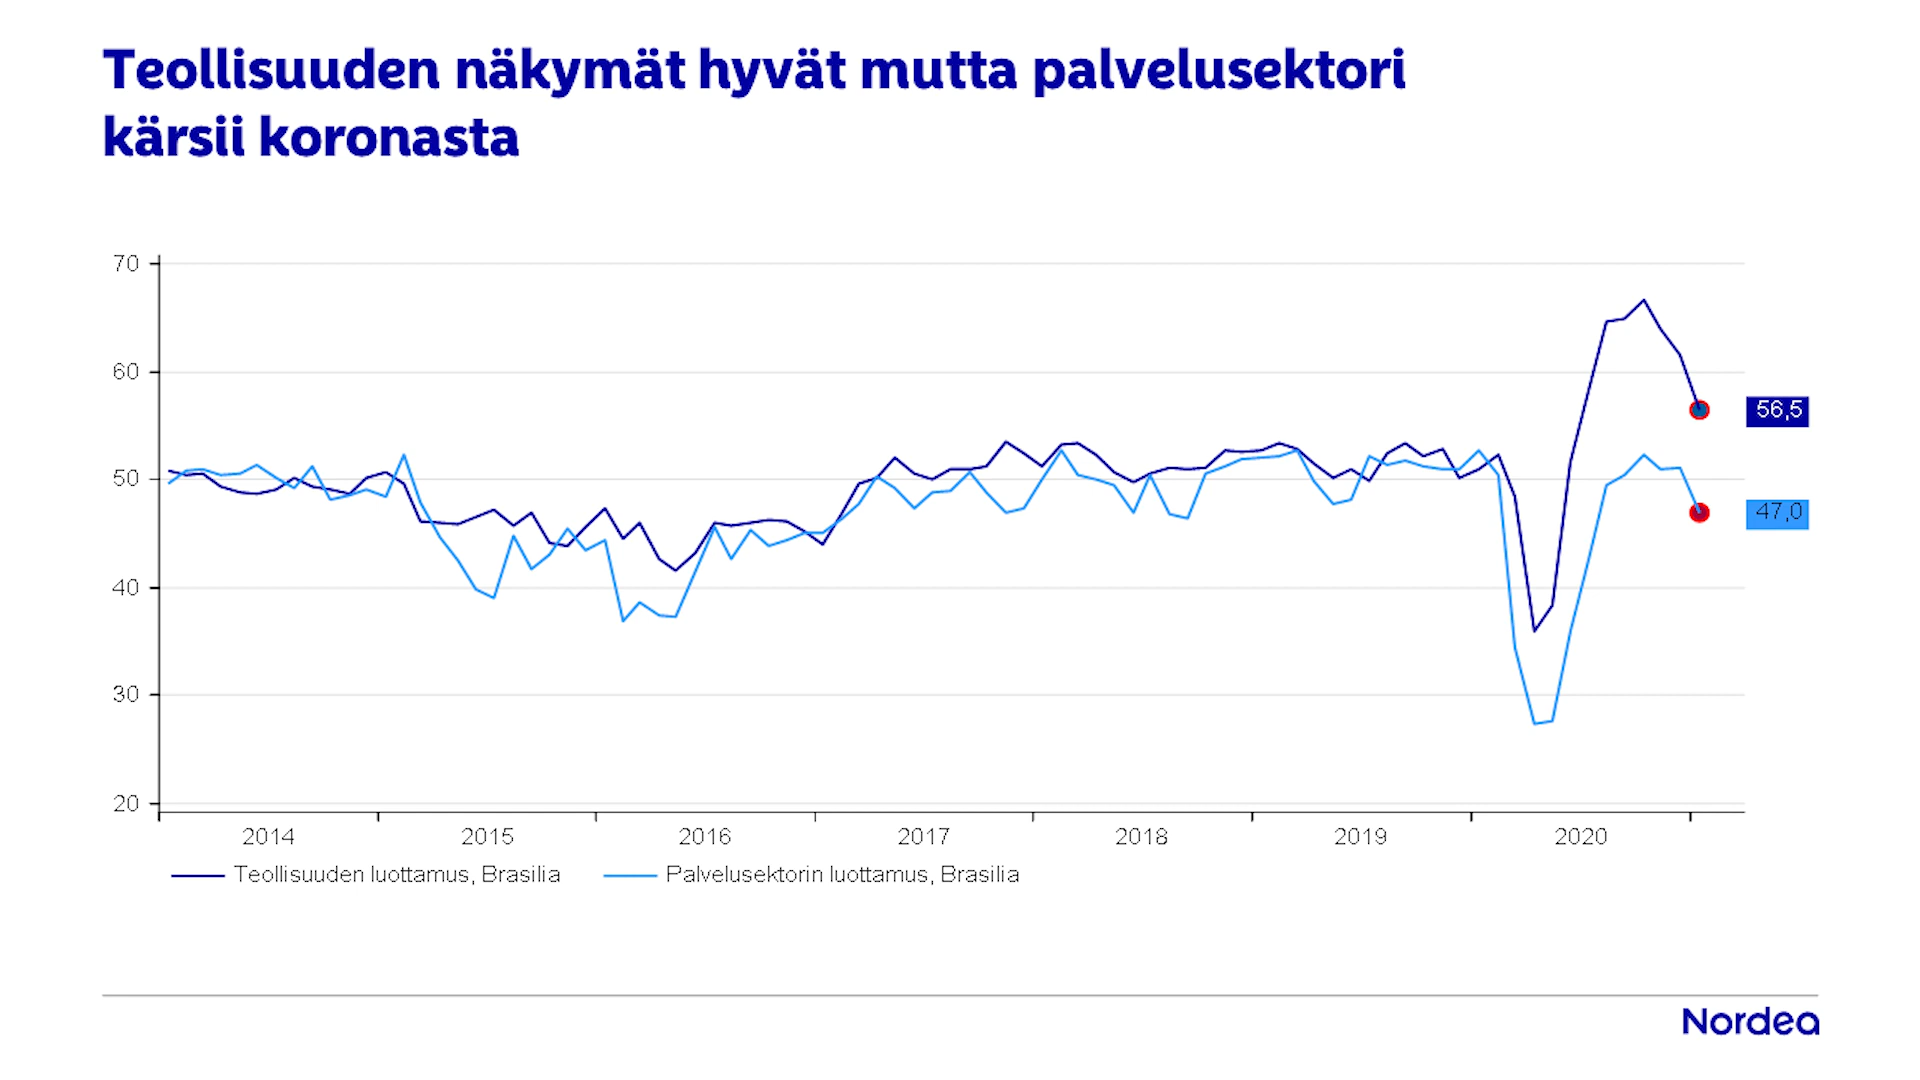 Teollisuuden näkymät hyvät mutta palvelusektori
kärsii koronasta
70
60
56,5
50
47,0
40
30
20
2014 2015 2016 2017 2018 2019 2020
Teollisuuden luottamus, Brasilia Palvelusektorin luottamus, Brasilia
Nordea